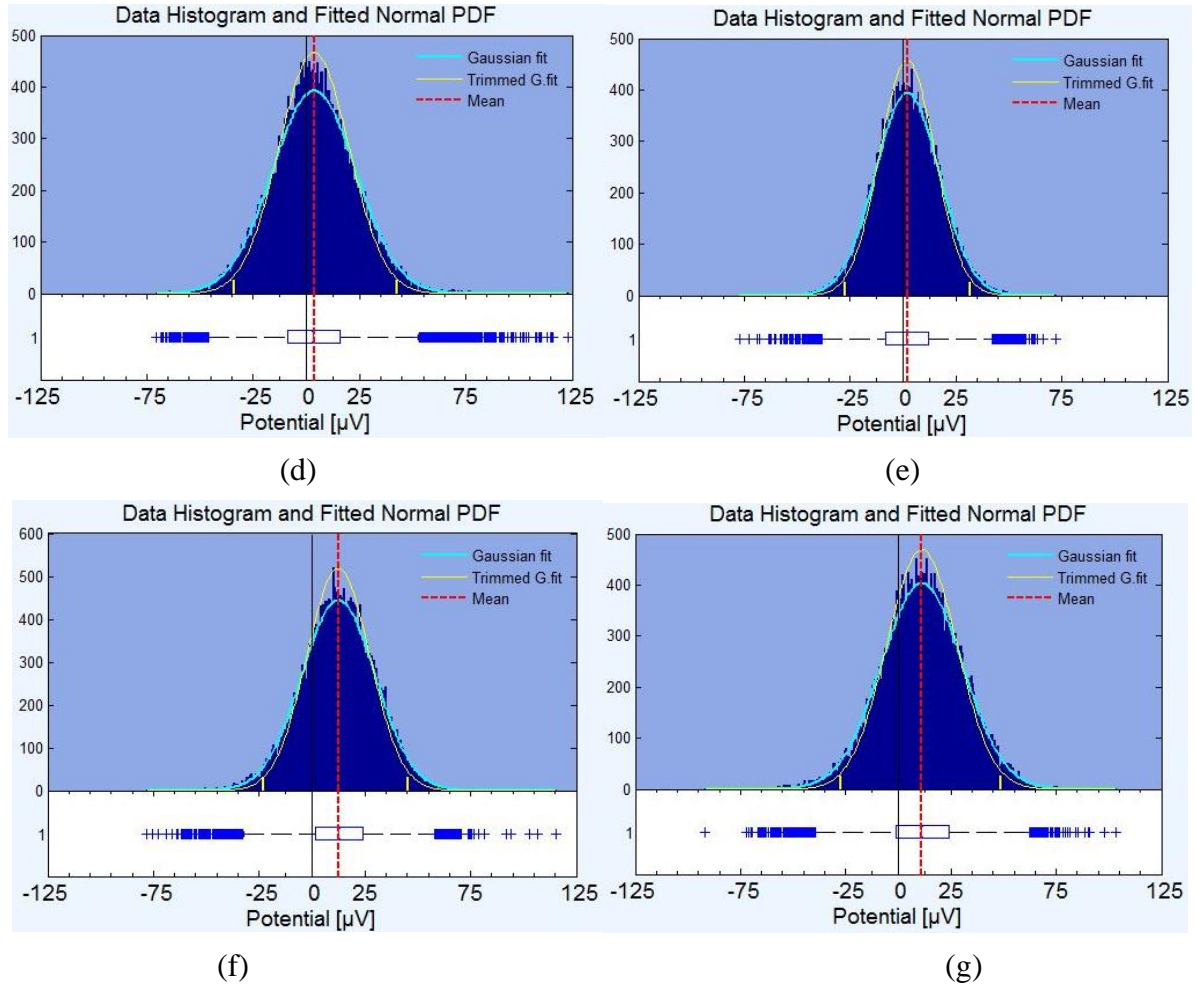 Data Histogram and Fitted Normal PDF
500
400
300
200
100
0
Gaussian fit
Trimmed G.fit
Mean
1
-125 -75 -25 0 25 75 125
Potential [µV]
(d)
Data Histogram and Fitted Normal PDF
500
400
300
200
100
0
Gaussian fit
Trimmed G.fit
Mean
1
-125 -75 -25 0 25 75 125
Potential [µV]
(e)
Data Histogram and Fitted Normal PDF
600
500
400
300
200
100
0
Gaussian fit
Trimmed G.fit
Mean
1
-125 -75 -25 0 25 75 125
Potential [µV]
(f)
Data Histogram and Fitted Normal PDF
500
400
300
200
100
0
Gaussian fit
Trimmed G.fit
Mean
1
-125 -75 -25 0 25 75 125
Potential [µV]
(g)